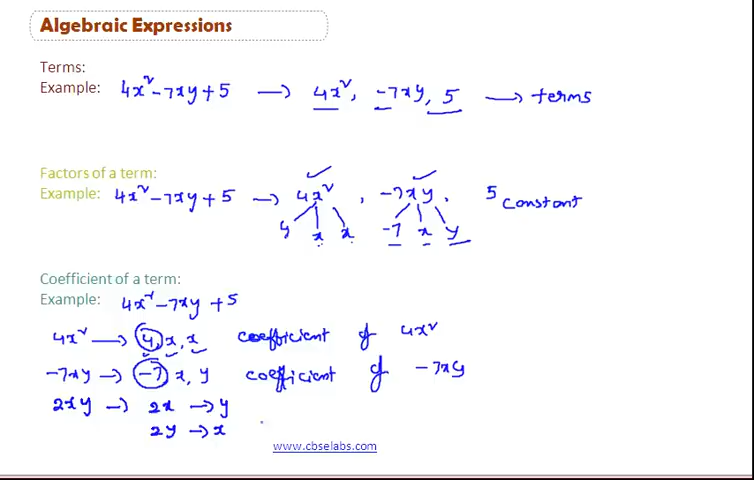 Algebraic Expressions
Terms:
Example: 4x² - 7xy + 5 → 4x², -7xy, 5 → terms
Factors of a term:
Example: 4x² - 7xy + 5 → 4x², -7xy, 5 constant
4 x x -7 x y
Coefficient of a term:
Example: 4x² - 7xy + 5
4x² → 4, x, x coefficient of 4x²
-7xy → -7 x, y coefficient of -7xy
2xy → 2x → y
2y → x
www.cbselabs.com